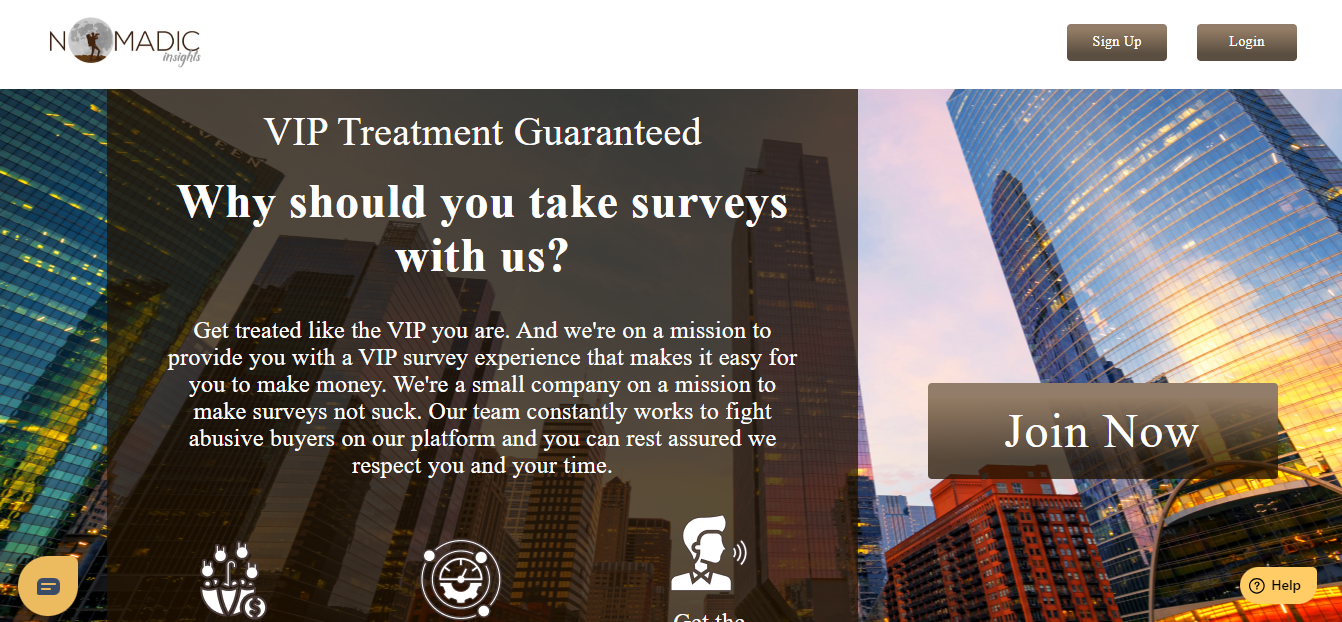 NOMADIC
insights
Sign Up
Login
VIP Treatment Guaranteed
Why should you take surveys
with us?
Get treated like the VIP you are. And we're on a mission to
provide you with a VIP survey experience that makes it easy for
you to make money. We're a small company on a mission to
make surveys not suck. Our team constantly works to fight
abusive buyers on our platform and you can rest assured we
respect you and your time.
Join Now
$
Get the
Help